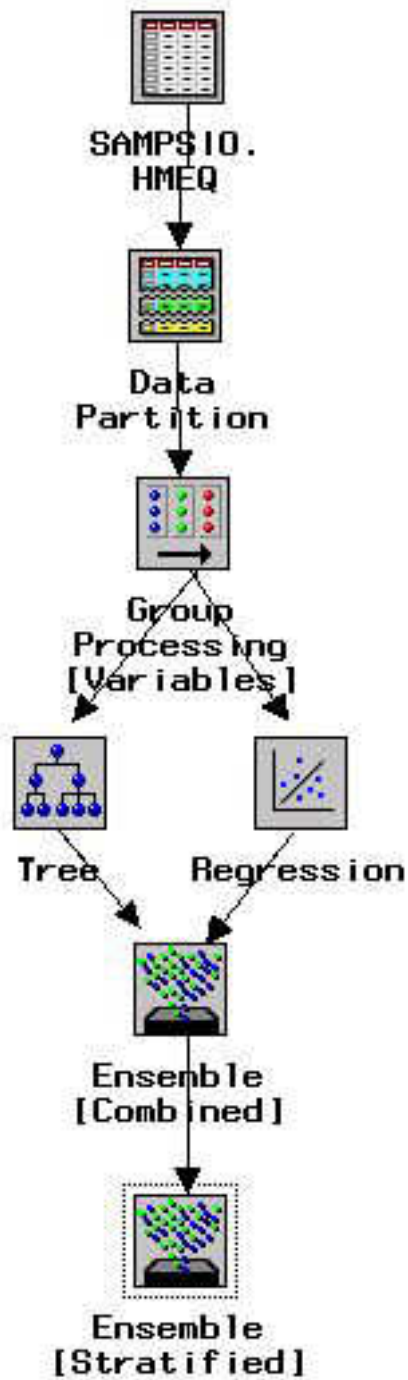 SAMPSIO.
HMEQ
Data
Partition
Group
Processing
[Variables]
Tree
Regression
Ensemble
[Combined]
Ensemble
[Stratified]